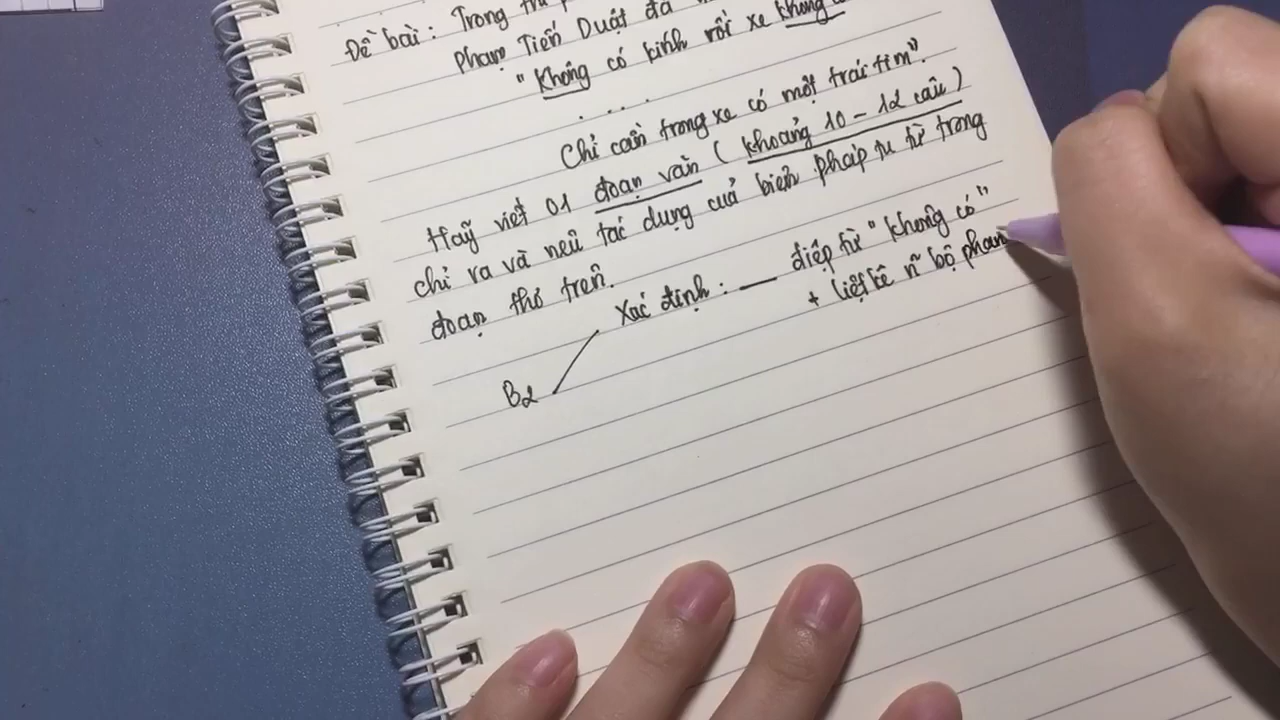 Đề bài: Trong
Phạm Tiến Duật đã
"Không có kính rồi xe không
. . .
Chỉ cần trong xe có một trái tim".
Hãy viết 01 đoạn văn (khoảng 10 - 12 câu)
chỉ ra và nêu tác dụng của biện pháp tu từ trong
đoạn thơ trên.
Xác định: — điệp từ "không có"
+ liệt kê ~ bộ phận
B2